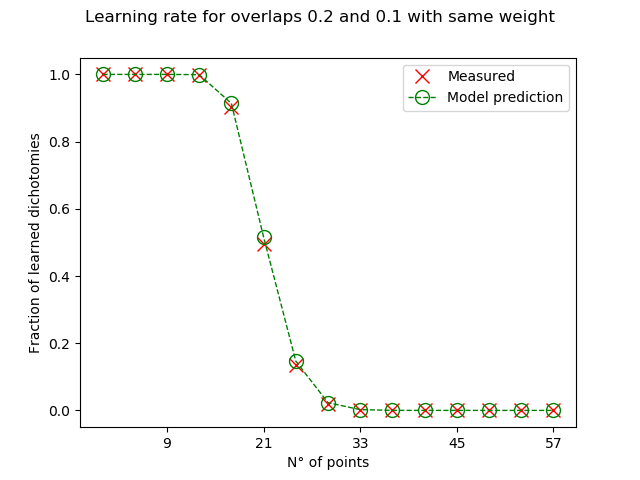 Learning rate for overlaps 0.2 and 0.1 with same weight
Measured
Model prediction
Fraction of learned dichotomies
1.0
0.8
0.6
0.4
0.2
0.0
9 21 33 45 57
N° of points